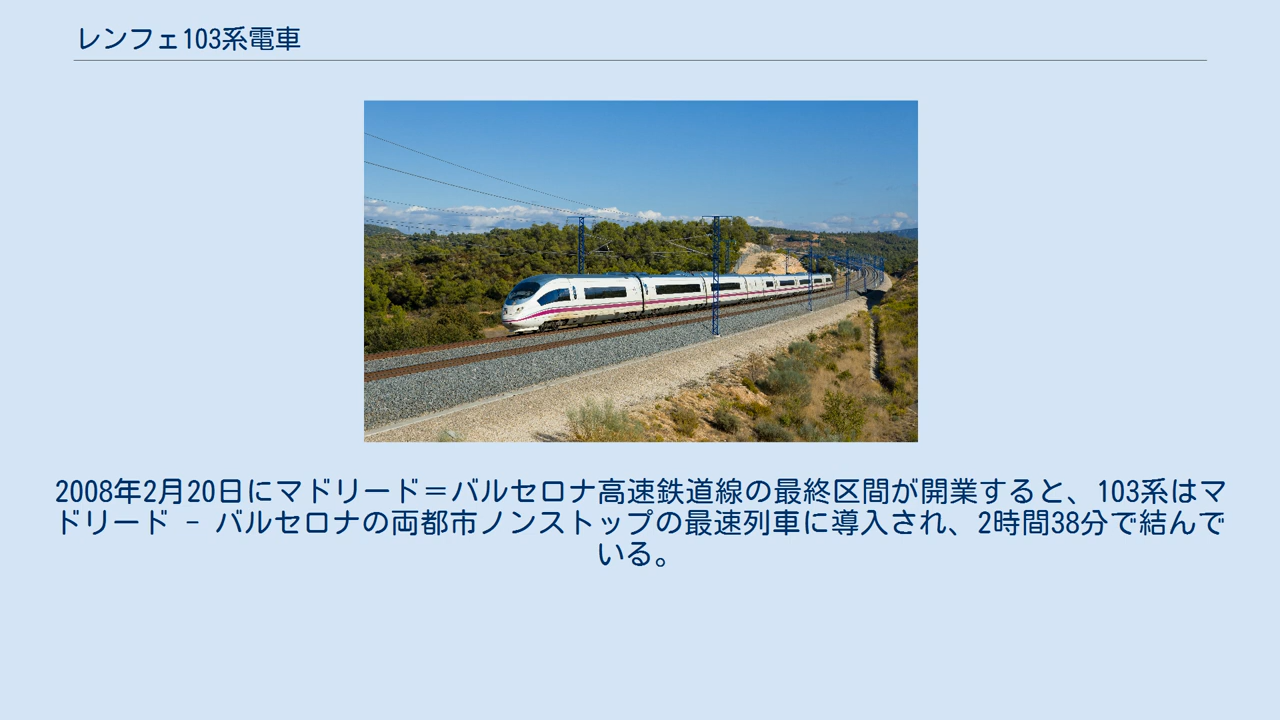 レンフェ103系電車
2008年2月20日にマドリード＝バルセロナ高速鉄道線の最終区間が開業すると、103系はマ
ドリード - バルセロナの両都市ノンストップの最速列車に導入され、2時間38分で結んで
いる。